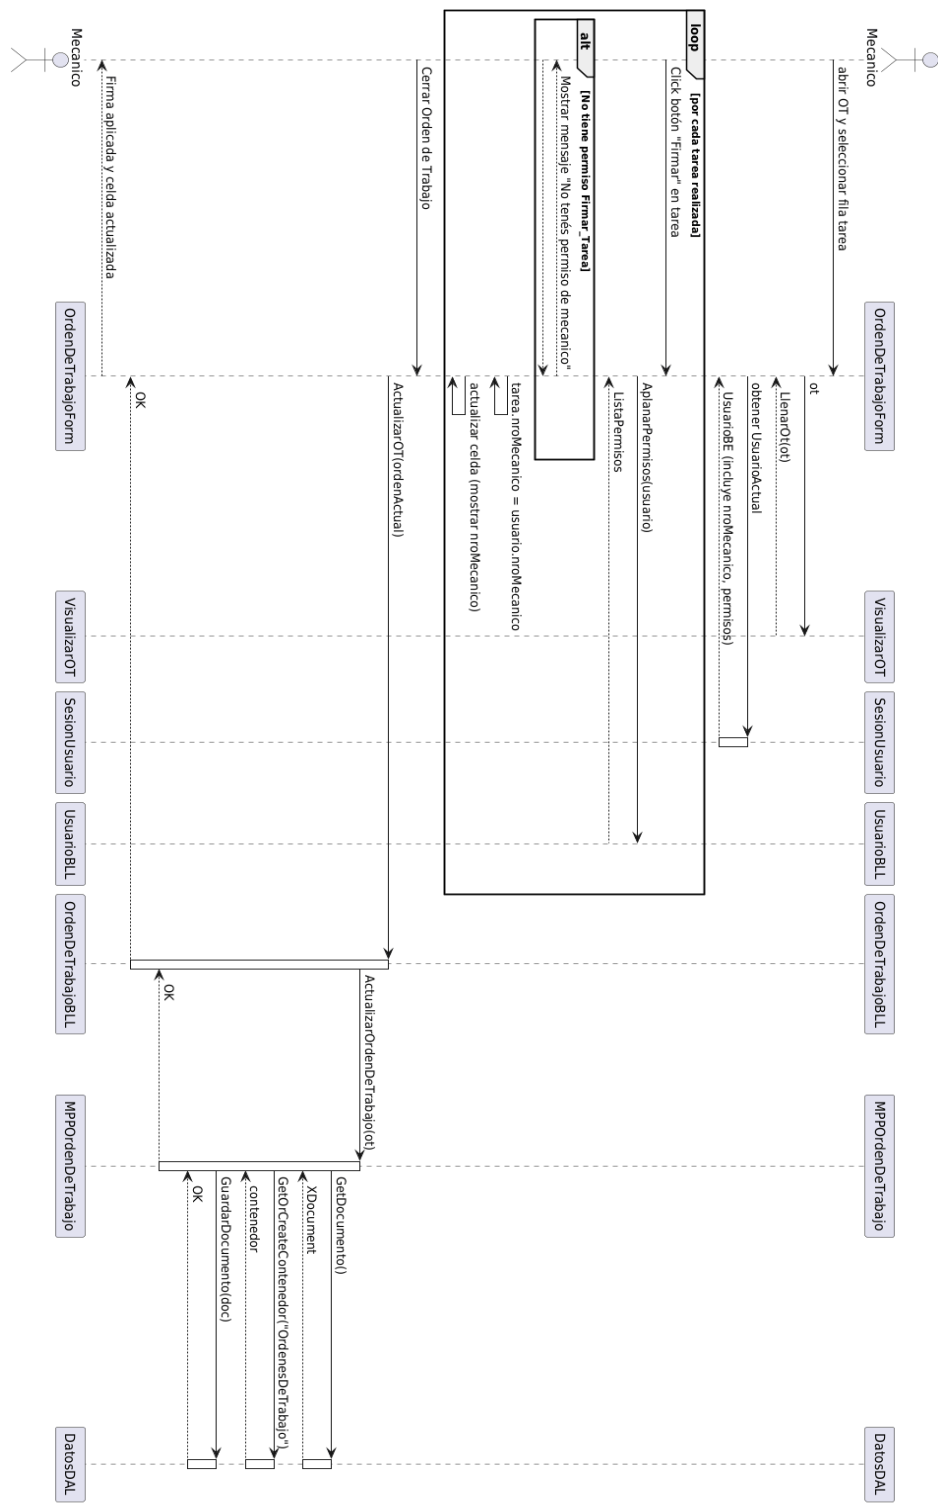 Mecanico
OrdenDeTrabajoForm
VisualizarOT
SesionUsuario
UsuarioBLL
OrdenDeTrabajoBLL
MPPOrdenDeTrabajo
DatosDAL
abrir OT y seleccionar fila tarea
ot
LlenarOt(ot)
obtener UsuarioActual
UsuarioBE (incluye nroMecanico, permisos)
loop
[por cada tarea realizada]
Click botón "Firmar" en tarea
AplanarPermisos(usuario)
ListaPermisos
alt
[No tiene permiso Firmar_Tarea]
Mostrar mensaje "No tenés permiso de mecanico"
tarea.nroMecanico = usuario.nroMecanico
actualizar celda (mostrar nroMecanico)
Cerrar Orden de Trabajo
ActualizarOT(ordenActual)
ActualizarOrdenDeTrabajo(ot)
GetDocumento()
XDocument
GetOrCreateContenedor("OrdenesDeTrabajo")
contenedor
GuardarDocumento(doc)
OK
OK
OK
Firma aplicada y celda actualizada
Mecanico
OrdenDeTrabajoForm
VisualizarOT
SesionUsuario
UsuarioBLL
OrdenDeTrabajoBLL
MPPOrdenDeTrabajo
DatosDAL